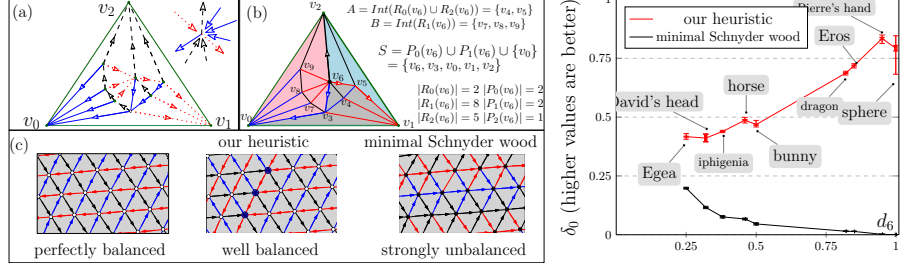 (a)
v₂
v₀
v₁
(b)
v₂
A = Int(R₀(v₆) ∪ R₂(v₆)) = {v₄, v₅}
B = Int(R₁(v₆)) = {v₇, v₈, v₉}
S = P₀(v₆) ∪ P₁(v₆) ∪ {v₀}
= {v₆, v₃, v₀, v₁, v₂}
v₉
v₆
v₅
v₈
v₇
v₄
v₃
v₀
v₁
|R₀(v₆)| = 2 |P₀(v₆)| = 2
|R₁(v₆)| = 8 |P₁(v₆)| = 2
|R₂(v₆)| = 5 |P₂(v₆)| = 1
(c)
our heuristic
minimal Schnyder wood
perfectly balanced
well balanced
strongly unbalanced
δ₀ (higher values are better)
1
0.75
0.5
0.25
0
our heuristic
minimal Schnyder wood
Pierre's hand
Eros
horse
David's head
dragon
sphere
iphigenia
bunny
Egea
d₆
0.25
0.5
0.75
1